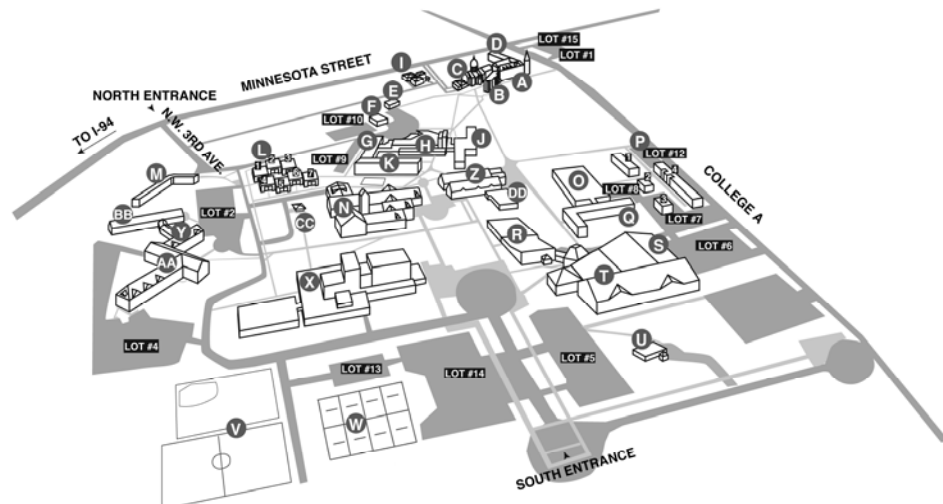 D
LOT #15
LOT #1
I
C
A
B
MINNESOTA STREET
NORTH ENTRANCE
TO I-94
N.W. 3RD AVE.
E
F
LOT #10
G
H
J
K
L
LOT #9
P
LOT #12
M
Z
O
LOT #8
DD
LOT #7
COLLEGE A
BB
LOT #2
N
CC
Q
Y
R
S
LOT #6
AA
X
T
LOT #4
U
LOT #13
LOT #14
LOT #5
V
W
SOUTH ENTRANCE